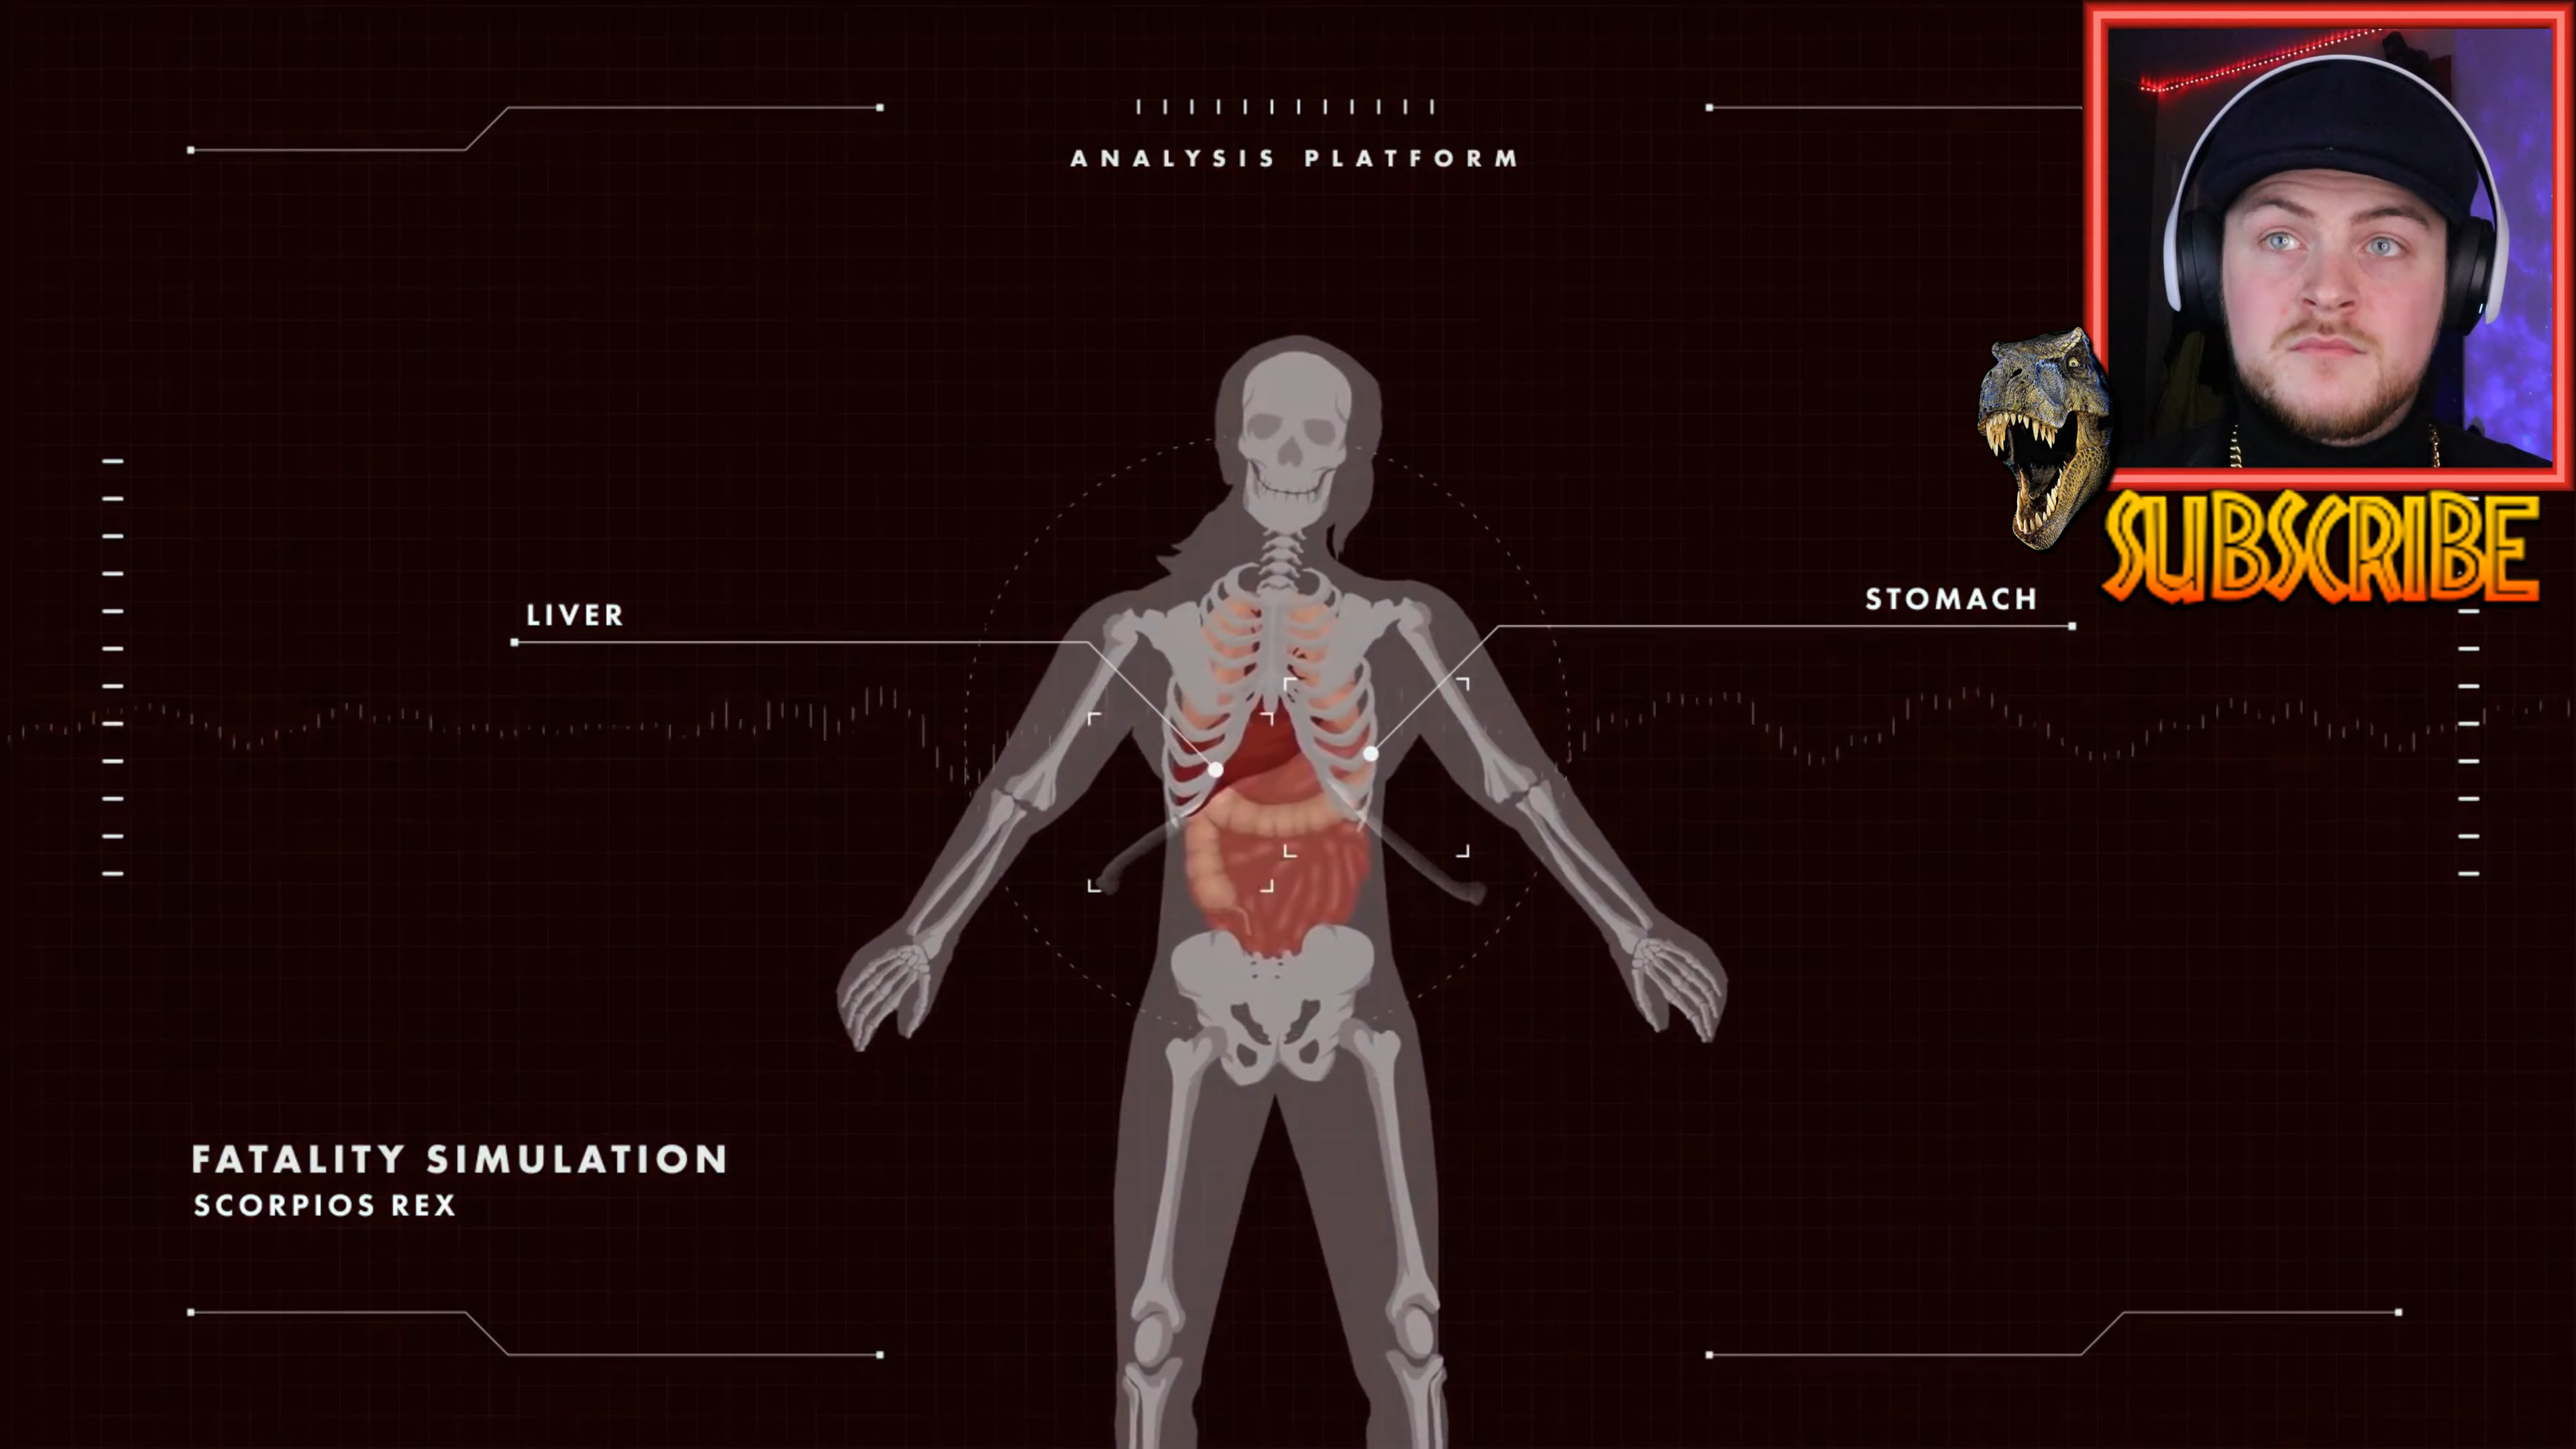 ANALYSIS PLATFORM
SUBSCRIBE
LIVER
STOMACH
FATALITY SIMULATION
SCORPIOS REX